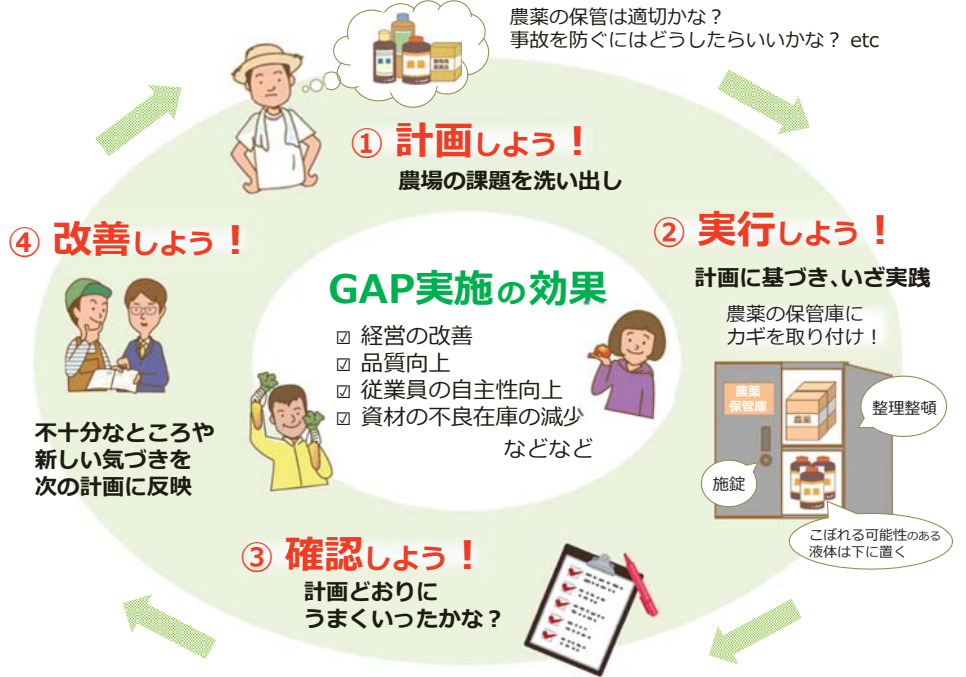 農薬の保管は適切かな？
事故を防ぐにはどうしたらいいかな？ etc
① 計画しよう！
農場の課題を洗い出し
② 実行しよう！
計画に基づき、いざ実践
農薬の保管庫に
カギを取り付け！
農薬
保管庫
農薬
整理整頓
施錠
こぼれる可能性のある
液体は下に置く
③ 確認しよう！
計画どおりに
うまくいったかな？
④ 改善しよう！
不十分なところや
新しい気づきを
次の計画に反映
GAP実施の効果
☑ 経営の改善
☑ 品質向上
☑ 従業員の自主性向上
☑ 資材の不良在庫の減少
などなど